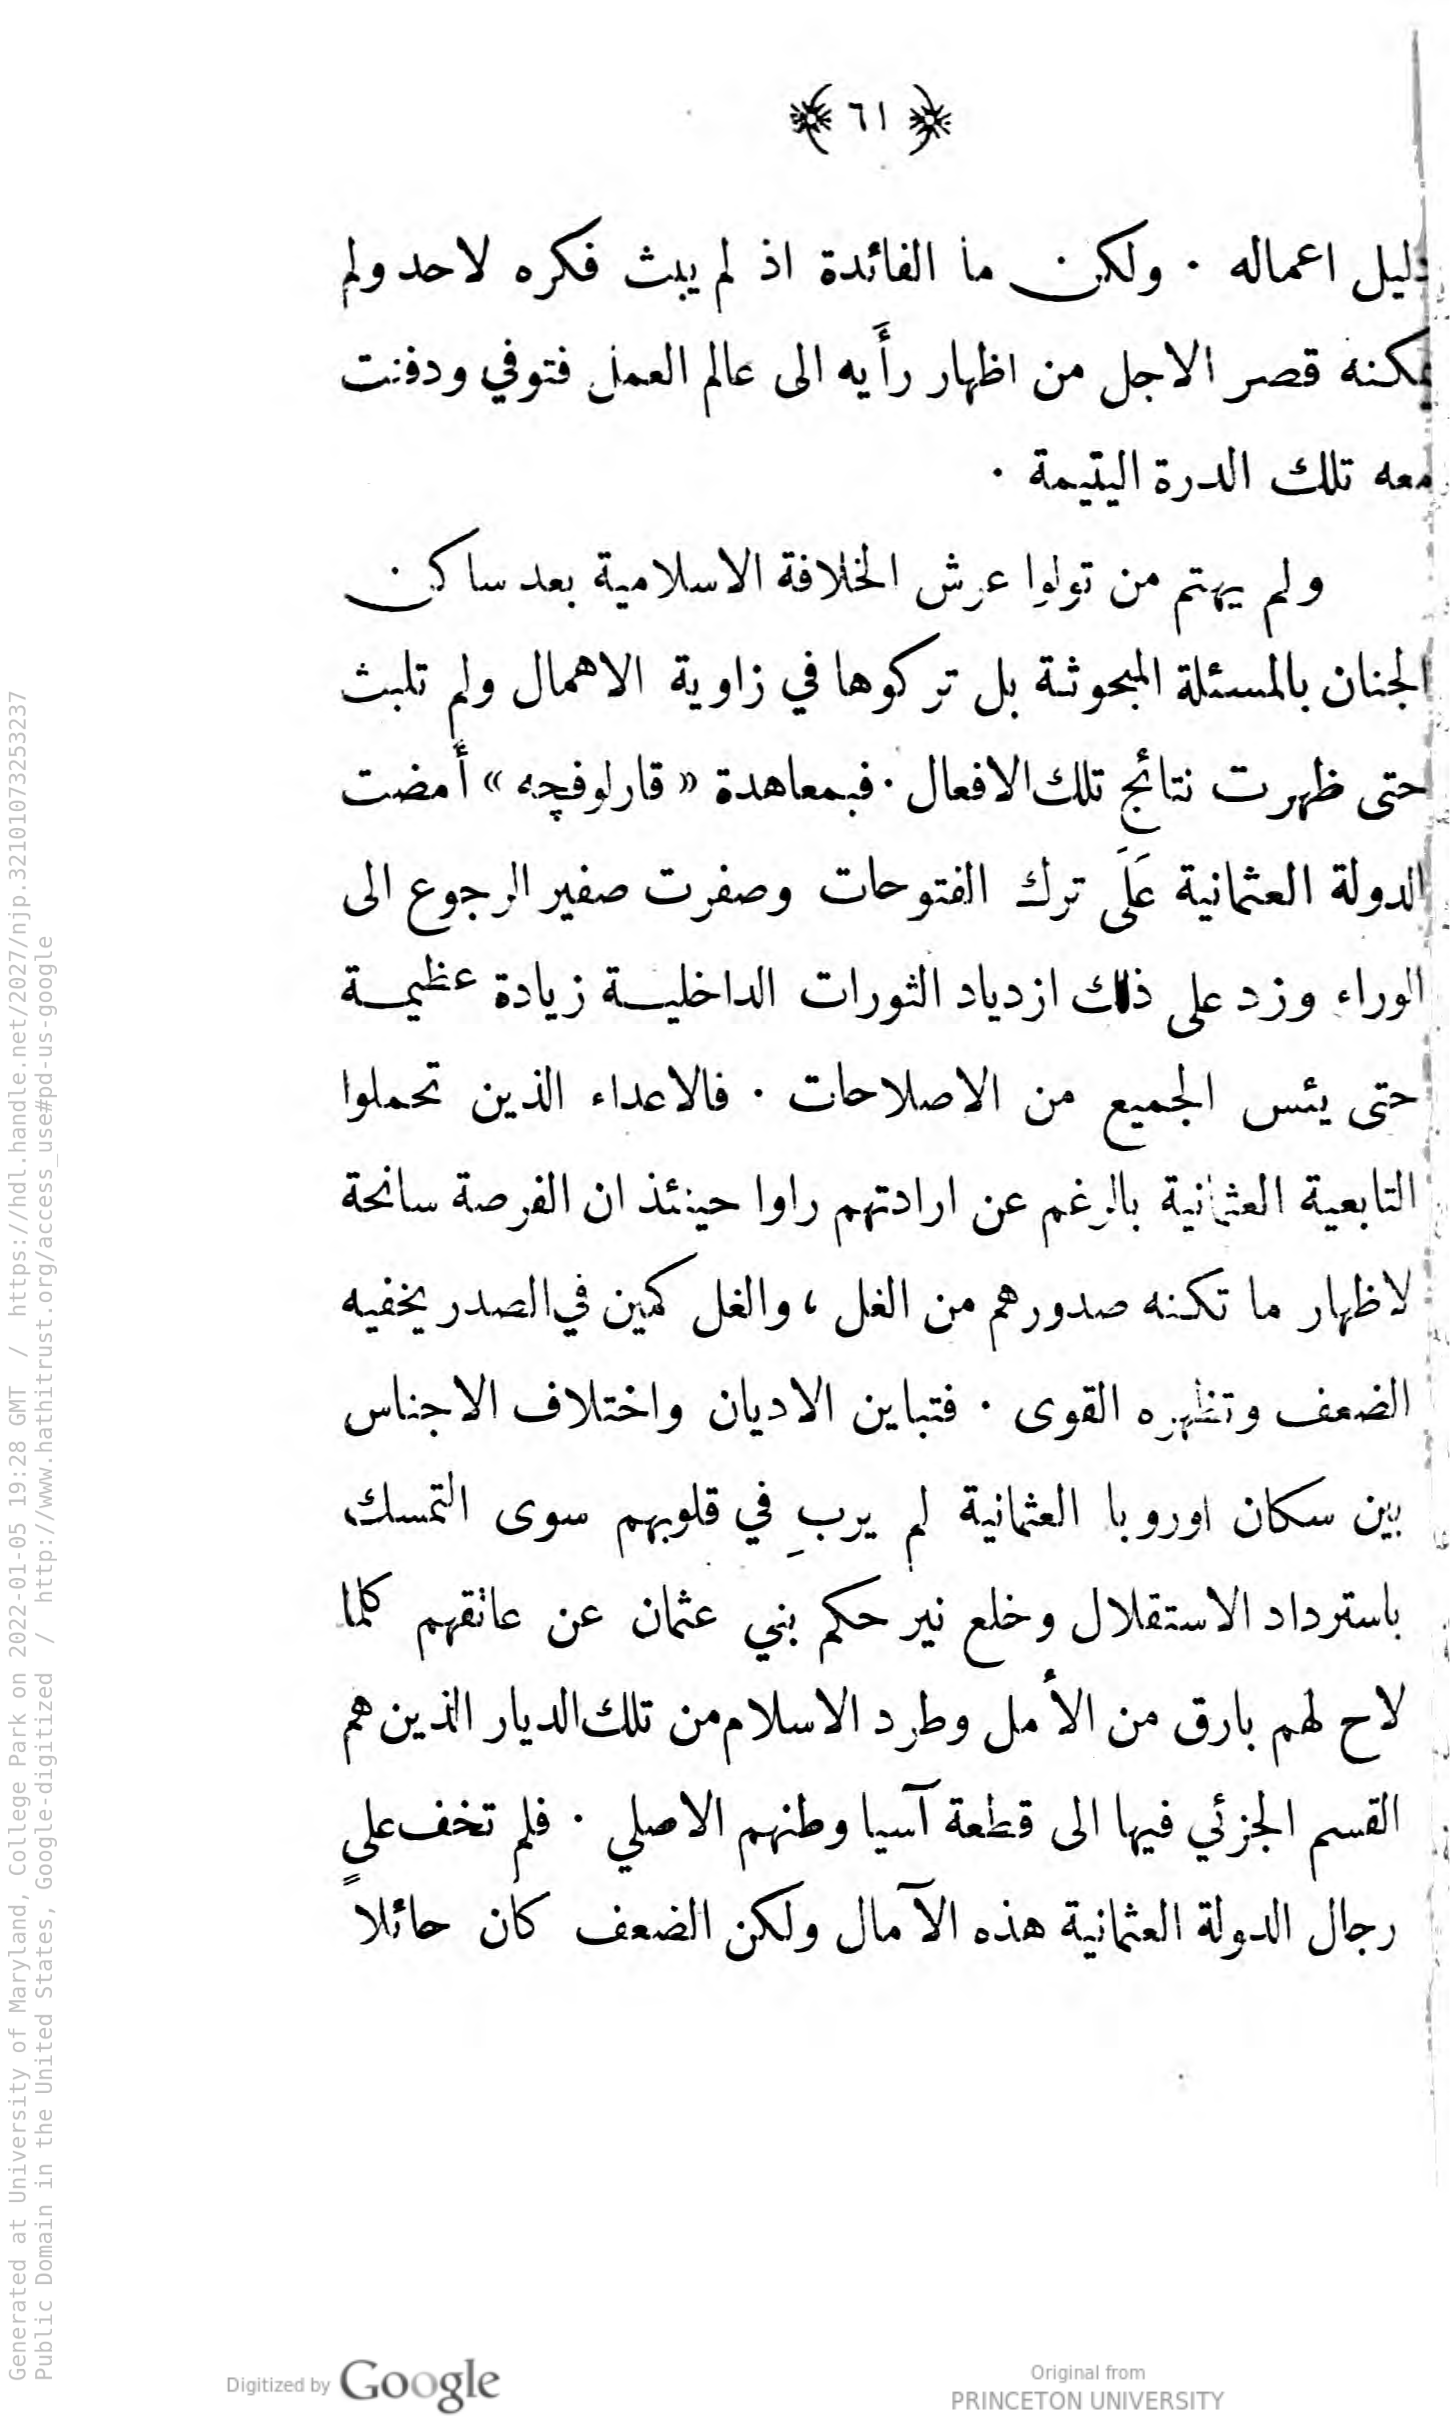 ﴿ ٦١ ﴾
دليل اعماله . ولكن ما الفائدة اذ لم يبث فكره لاحد ولم
يمكنه قصر الاجل من اظهار رأيه الى عالم العمل فتوفي ودفنت
معه تلك الدرة اليتيمة .
ولم يهتم من تولوا عرش الخلافة الاسلامية بعد ساكن
الجنان بالمسئلة المبحوثة بل تركوها في زاوية الاهمال ولم تلبث
حتى ظهرت نتائج تلك الافعال . فبمعاهدة « قارلوفچه » أمضت
الدولة العثمانية عَلَى ترك الفتوحات وصفرت صفير الرجوع الى
الوراء وزد على ذلك ازدياد الثورات الداخلية زيادة عظيمة
حتى يئس الجميع من الاصلاحات . فالاعداء الذين تحملوا
التابعية العثمانية بالرغم عن ارادتهم راوا حينئذ ان الفرصة سانحة
لاظهار ما تكنه صدورهم من الغل ، والغل كمين في الصدر يخفيه
الضعف وتظهره القوى . فتباين الاديان واختلاف الاجناس
بين سكان اوروبا العثمانية لم يربِ في قلوبهم سوى التمسك
باسترداد الاستقلال وخلع نير حكم بني عثمان عن عاتقهم كلما
لاح لهم بارق من الأمل وطرد الاسلام من تلك الديار الذين هم
القسم الجزئي فيها الى قطعة آسيا وطنهم الاصلي . فلم تخف علىٍ
رجال الدولة العثمانية هذه الآمال ولكن الضعف كان حائلا
Generated at University of Maryland, College Park on 2022-01-05 19:28 GMT / https://hdl.handle.net/2027/njp.32101073253237
Public Domain in the United States, Google-digitized / http://www.hathitrust.org/access_use#pd-us-google
Digitized by Google
Original from
PRINCETON UNIVERSITY